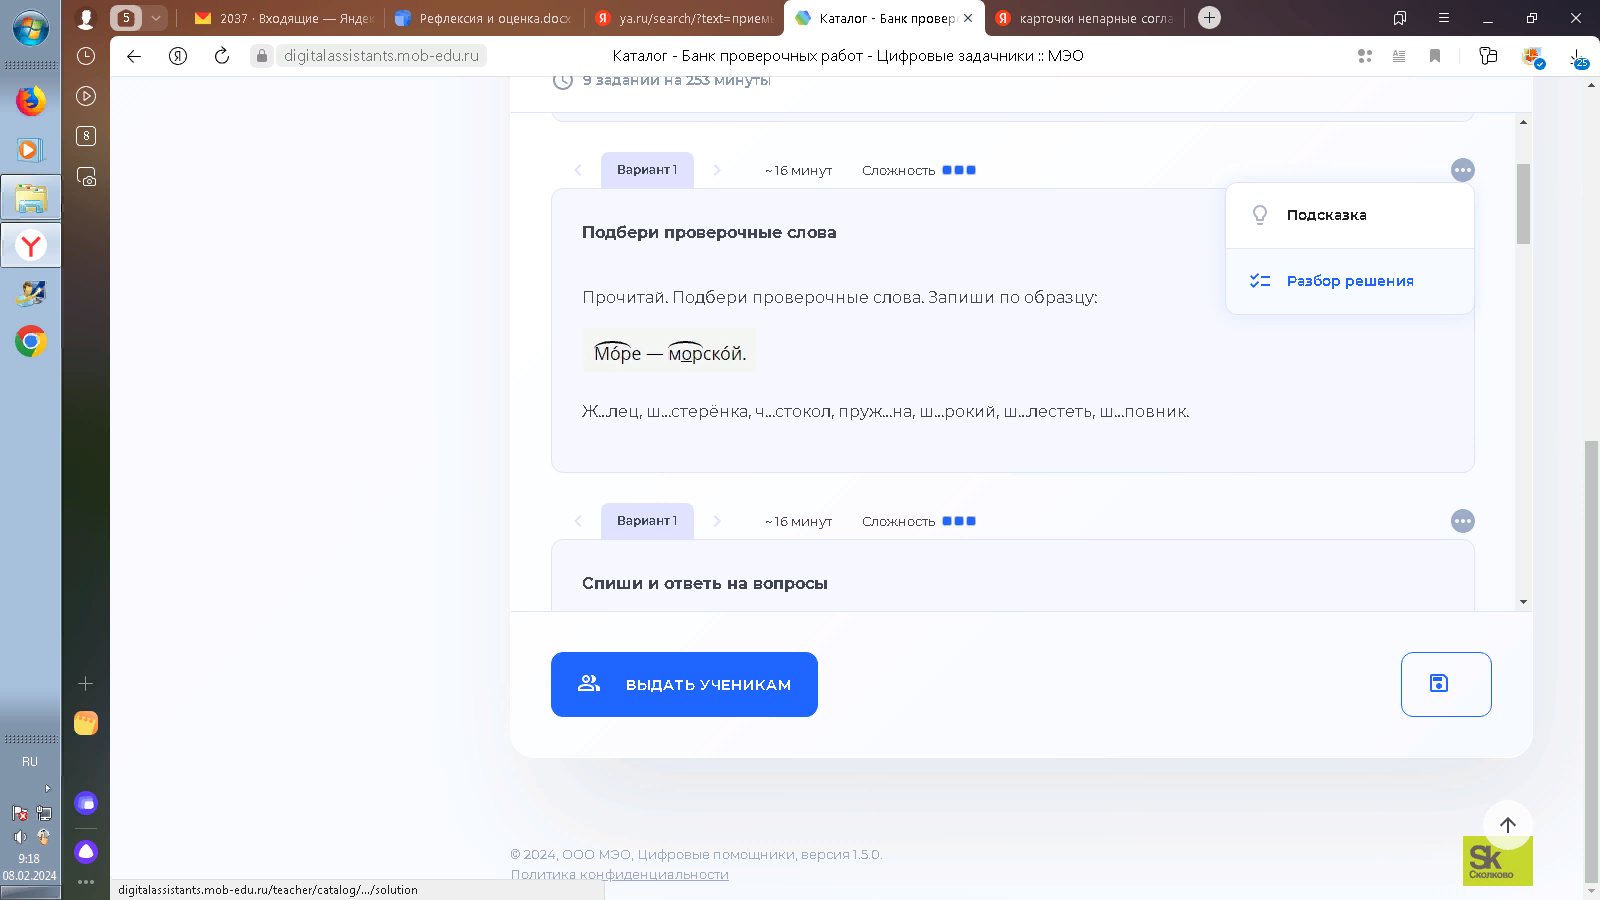 5
2037 · Входящие — Яндек
Рефлексия и оценка.docx
ya.ru/search/?text=приемы
Каталог - Банк провероч
карточки непарные согла
digitalassistants.mob-edu.ru
Каталог - Банк проверочных работ - Цифровые задачники :: МЭО
25
8
9 заданий на 253 минуты
Вариант 1
~16 минут
Сложность
Подсказка
Разбор решения
Подбери проверочные слова
Прочитай. Подбери проверочные слова. Запиши по образцу:
Мо́ре — морско́й.
Ж...лец, ш...стерёнка, ч...стокол, пруж...на, ш...рокий, ш...лестеть, ш...повник.
Вариант 1
~16 минут
Сложность
Спиши и ответь на вопросы
ВЫДАТЬ УЧЕНИКАМ
RU
9:18
08.02.2024
© 2024, ООО МЭО, Цифровые помощники, версия 1.5.0.
Политика конфиденциальности
Sk
Сколково
digitalassistants.mob-edu.ru/teacher/catalog/.../solution